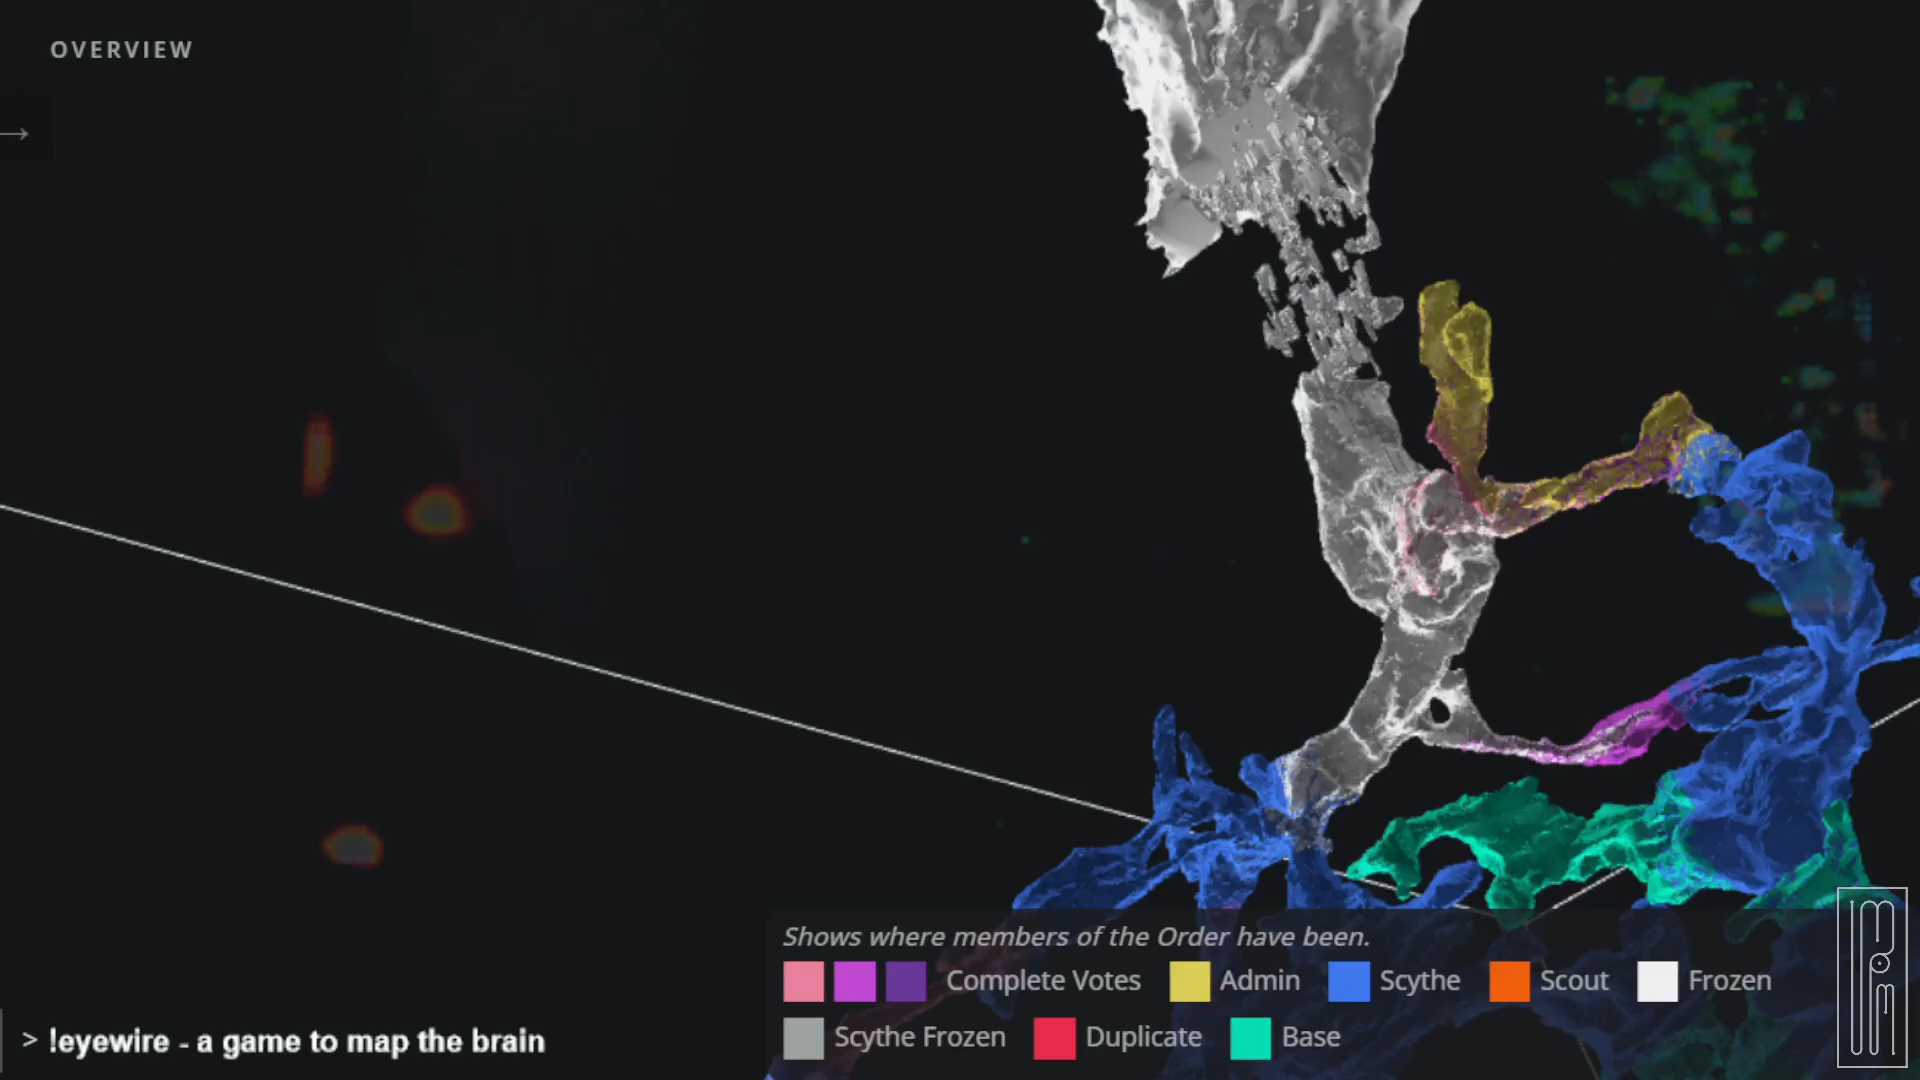 OVERVIEW
Shows where members of the Order have been.
Complete Votes Admin Scythe Scout Frozen
Scythe Frozen Duplicate Base
> !eyewire - a game to map the brain